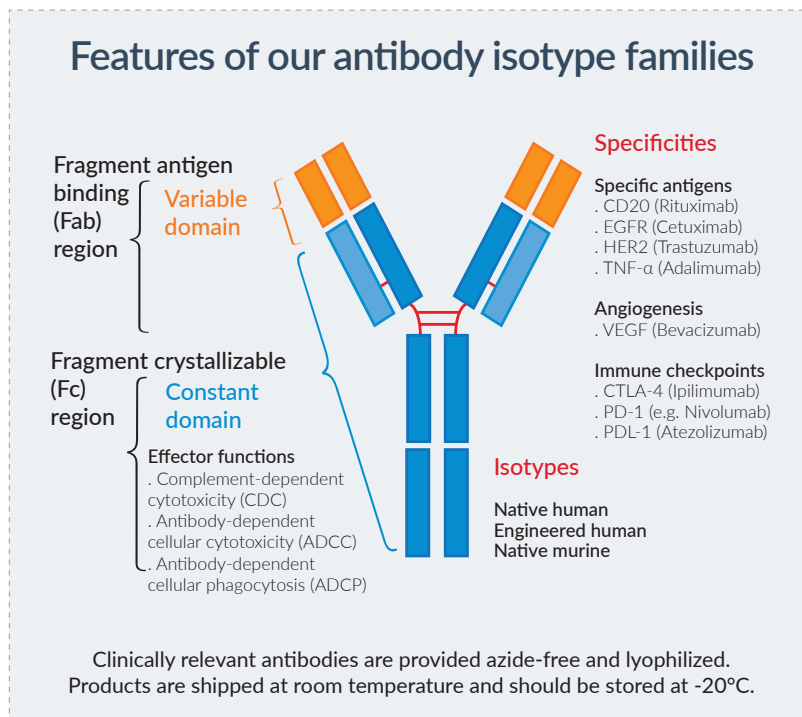 Features of our antibody isotype families
Fragment antigen
binding
(Fab)
region
Variable
domain
Fragment crystallizable
(Fc)
region
Constant
domain
Effector functions
. Complement-dependent
cytotoxicity (CDC)
. Antibody-dependent
cellular cytotoxicity (ADCC)
. Antibody-dependent
cellular phagocytosis (ADCP)
Specificities
Specific antigens
. CD20 (Rituximab)
. EGFR (Cetuximab)
. HER2 (Trastuzumab)
. TNF-α (Adalimumab)
Angiogenesis
. VEGF (Bevacizumab)
Immune checkpoints
. CTLA-4 (Ipilimumab)
. PD-1 (e.g. Nivolumab)
. PDL-1 (Atezolizumab)
Isotypes
Native human
Engineered human
Native murine
Clinically relevant antibodies are provided azide-free and lyophilized.
Products are shipped at room temperature and should be stored at -20°C.